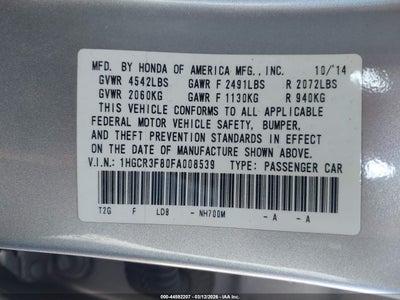 MFD. BY HONDA OF AMERICA MFG., INC. 10/'14
GVWR 4542LBS GAWR F 2491LBS R 2072LBS
GVWR 2060KG GAWR F 1130KG R 940KG
THIS VEHICLE CONFORMS TO ALL APPLICABLE
FEDERAL MOTOR VEHICLE SAFETY, BUMPER,
AND THEFT PREVENTION STANDARDS IN EFFECT
ON THE DATE OF MANUFACTURE SHOWN ABOVE.
V.I.N.: 1HGCR3F80FA008539 TYPE: PASSENGER CAR
T2G F LD8 - NH700M - A - A
000-44592207 - 03/12/2026 - IAA Inc.